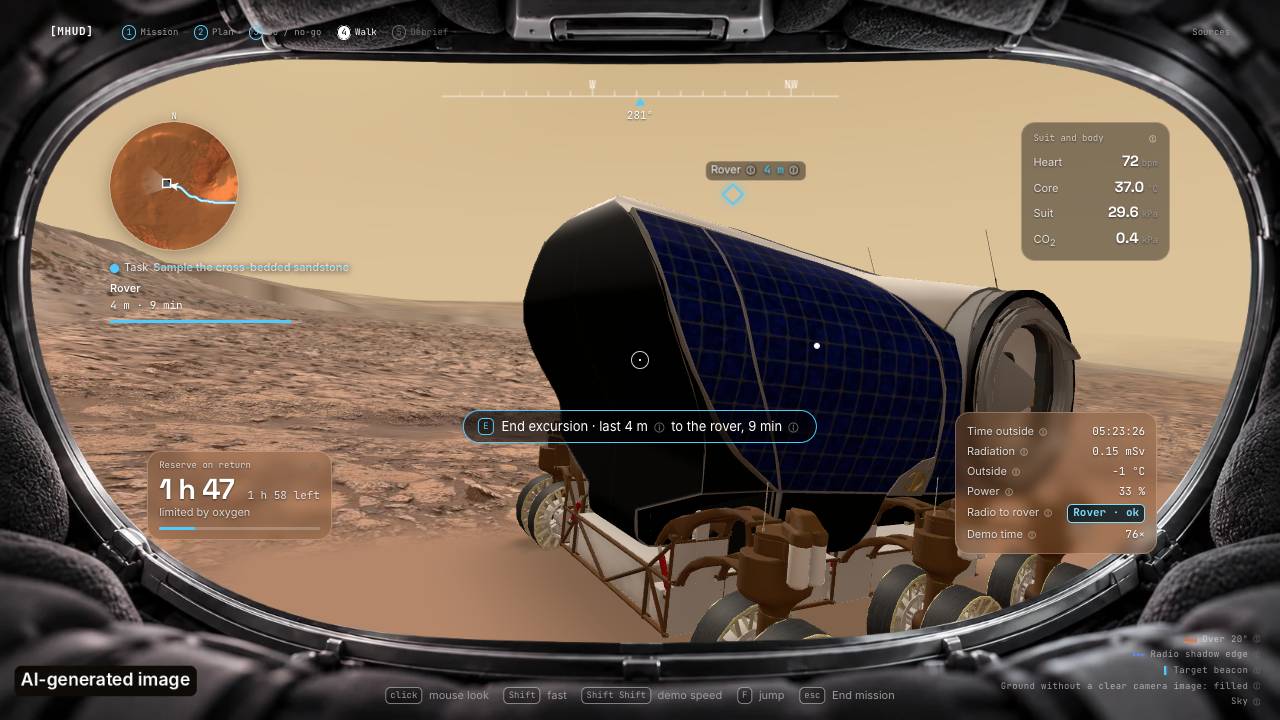 [MHUD] 1 Mission 2 Plan 3 Go / no-go 4 Walk 5 Debrief Sources
W NW
281°
N
Rover 4 m
Suit and body
Heart 72 bpm
Core 37.0 °C
Suit 29.6 kPa
CO2 0.4 kPa
Task Sample the cross-bedded sandstone
Rover
4 m · 9 min
E End excursion · last 4 m to the rover, 9 min
Reserve on return
1 h 47 1 h 58 left
limited by oxygen
Time outside 05:23:26
Radiation 0.15 mSv
Outside -1 °C
Power 33 %
Radio to rover Rover · ok
Demo time 76×
Over 20°
Radio shadow edge
Target beacon
Ground without a clear camera image: filled
Sky
AI-generated image
click mouse look Shift fast Shift Shift demo speed F jump esc End mission